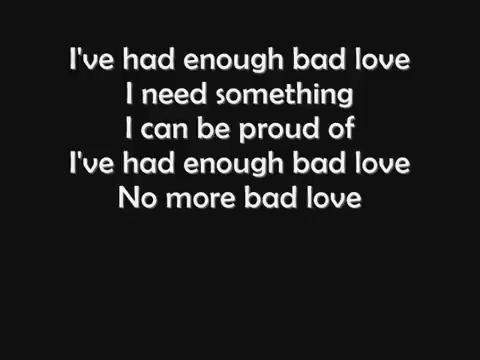 I've had enough bad love
I need something
I can be proud of
I've had enough bad love
No more bad love